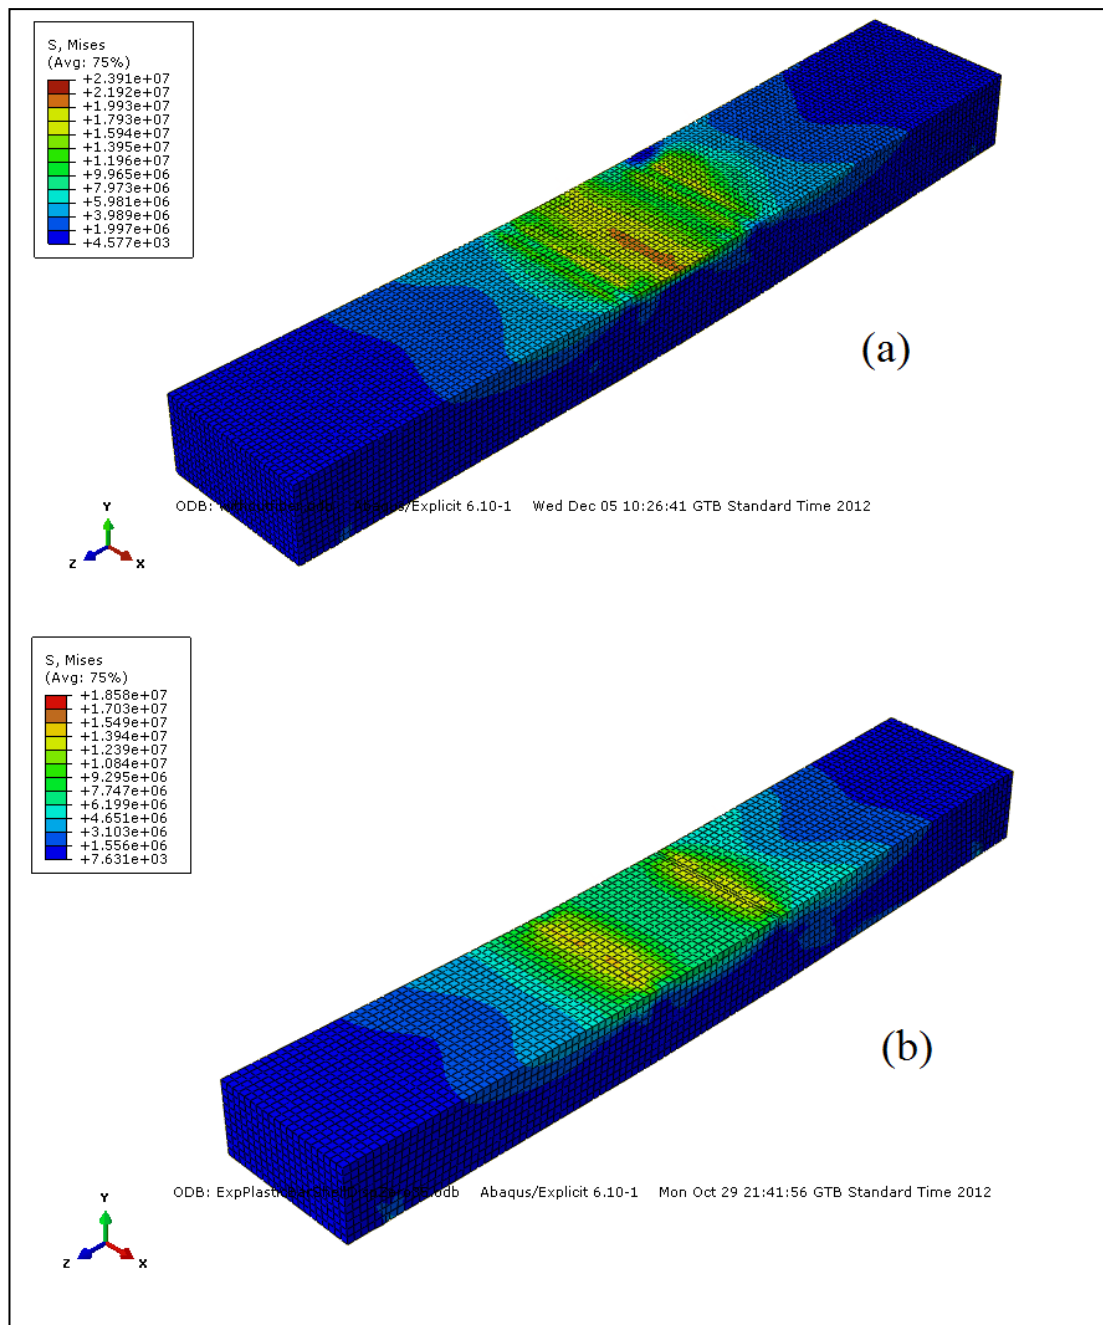 S, Mises
(Avg: 75%)
+2.391e+07
+2.192e+07
+1.993e+07
+1.793e+07
+1.594e+07
+1.395e+07
+1.196e+07
+9.965e+06
+7.973e+06
+5.981e+06
+3.989e+06
+1.997e+06
+4.577e+03
(a)
Y
Z
X
ODB: Abaqus/Explicit 6.10-1 Wed Dec 05 10:26:41 GTB Standard Time 2012
S, Mises
(Avg: 75%)
+1.858e+07
+1.703e+07
+1.549e+07
+1.394e+07
+1.239e+07
+1.084e+07
+9.295e+06
+7.747e+06
+6.199e+06
+4.651e+06
+3.103e+06
+1.556e+06
+7.631e+03
(b)
ODB: Abaqus/Explicit 6.10-1 Mon Oct 29 21:41:56 GTB Standard Time 2012
Y
Z
X